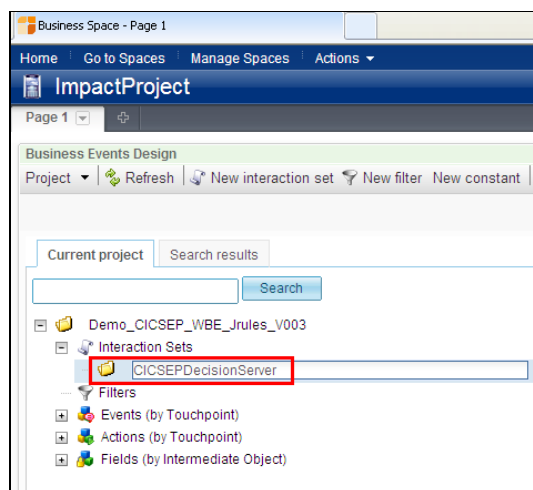 Business Space - Page 1
Home Go to Spaces Manage Spaces Actions
ImpactProject
Page 1
Business Events Design
Project Refresh New interaction set New filter New constant
Current project Search results
Search
Demo_CICSEP_WBE_Jrules_V003
Interaction Sets
CICSEPDecisionServer
Filters
Events (by Touchpoint)
Actions (by Touchpoint)
Fields (by Intermediate Object)